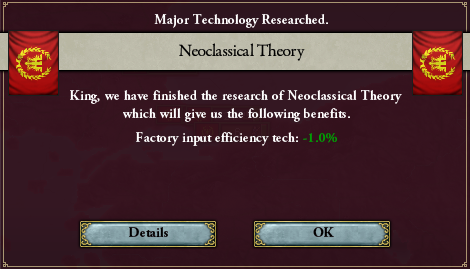 Major Technology Researched.
Neoclassical Theory
King, we have finished the research of Neoclassical Theory
which will give us the following benefits.
Factory input efficiency tech: -1.0%
Details OK